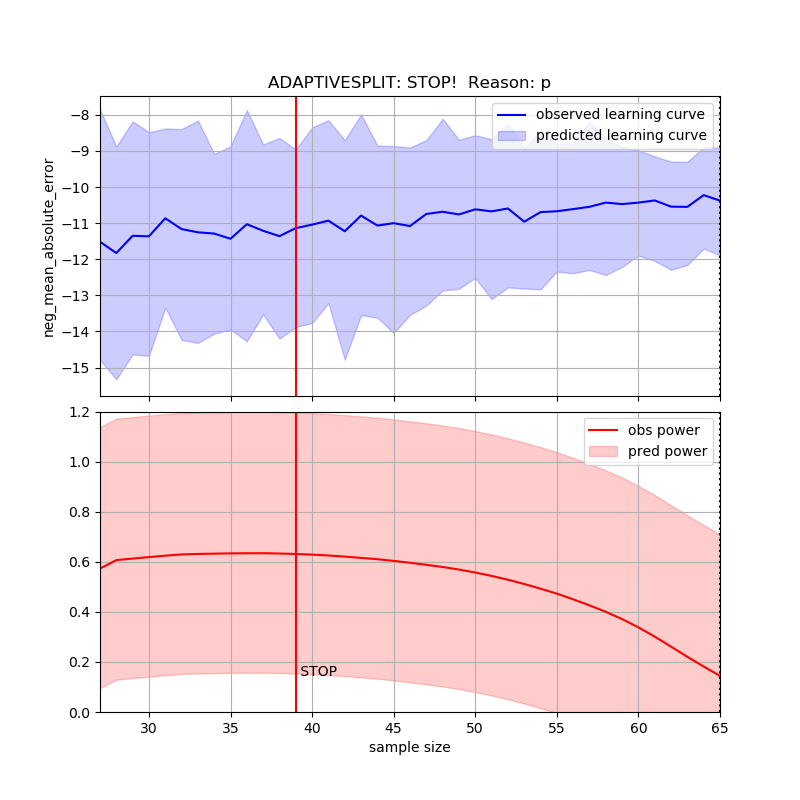 ADAPTIVESPLIT: STOP!  Reason: p
neg_mean_absolute_error
−8
−9
−10
−11
−12
−13
−14
−15
observed learning curve
predicted learning curve
1.2
1.0
0.8
0.6
0.4
0.2
0.0
obs power
pred power
STOP
30 35 40 45 50 55 60 65
sample size